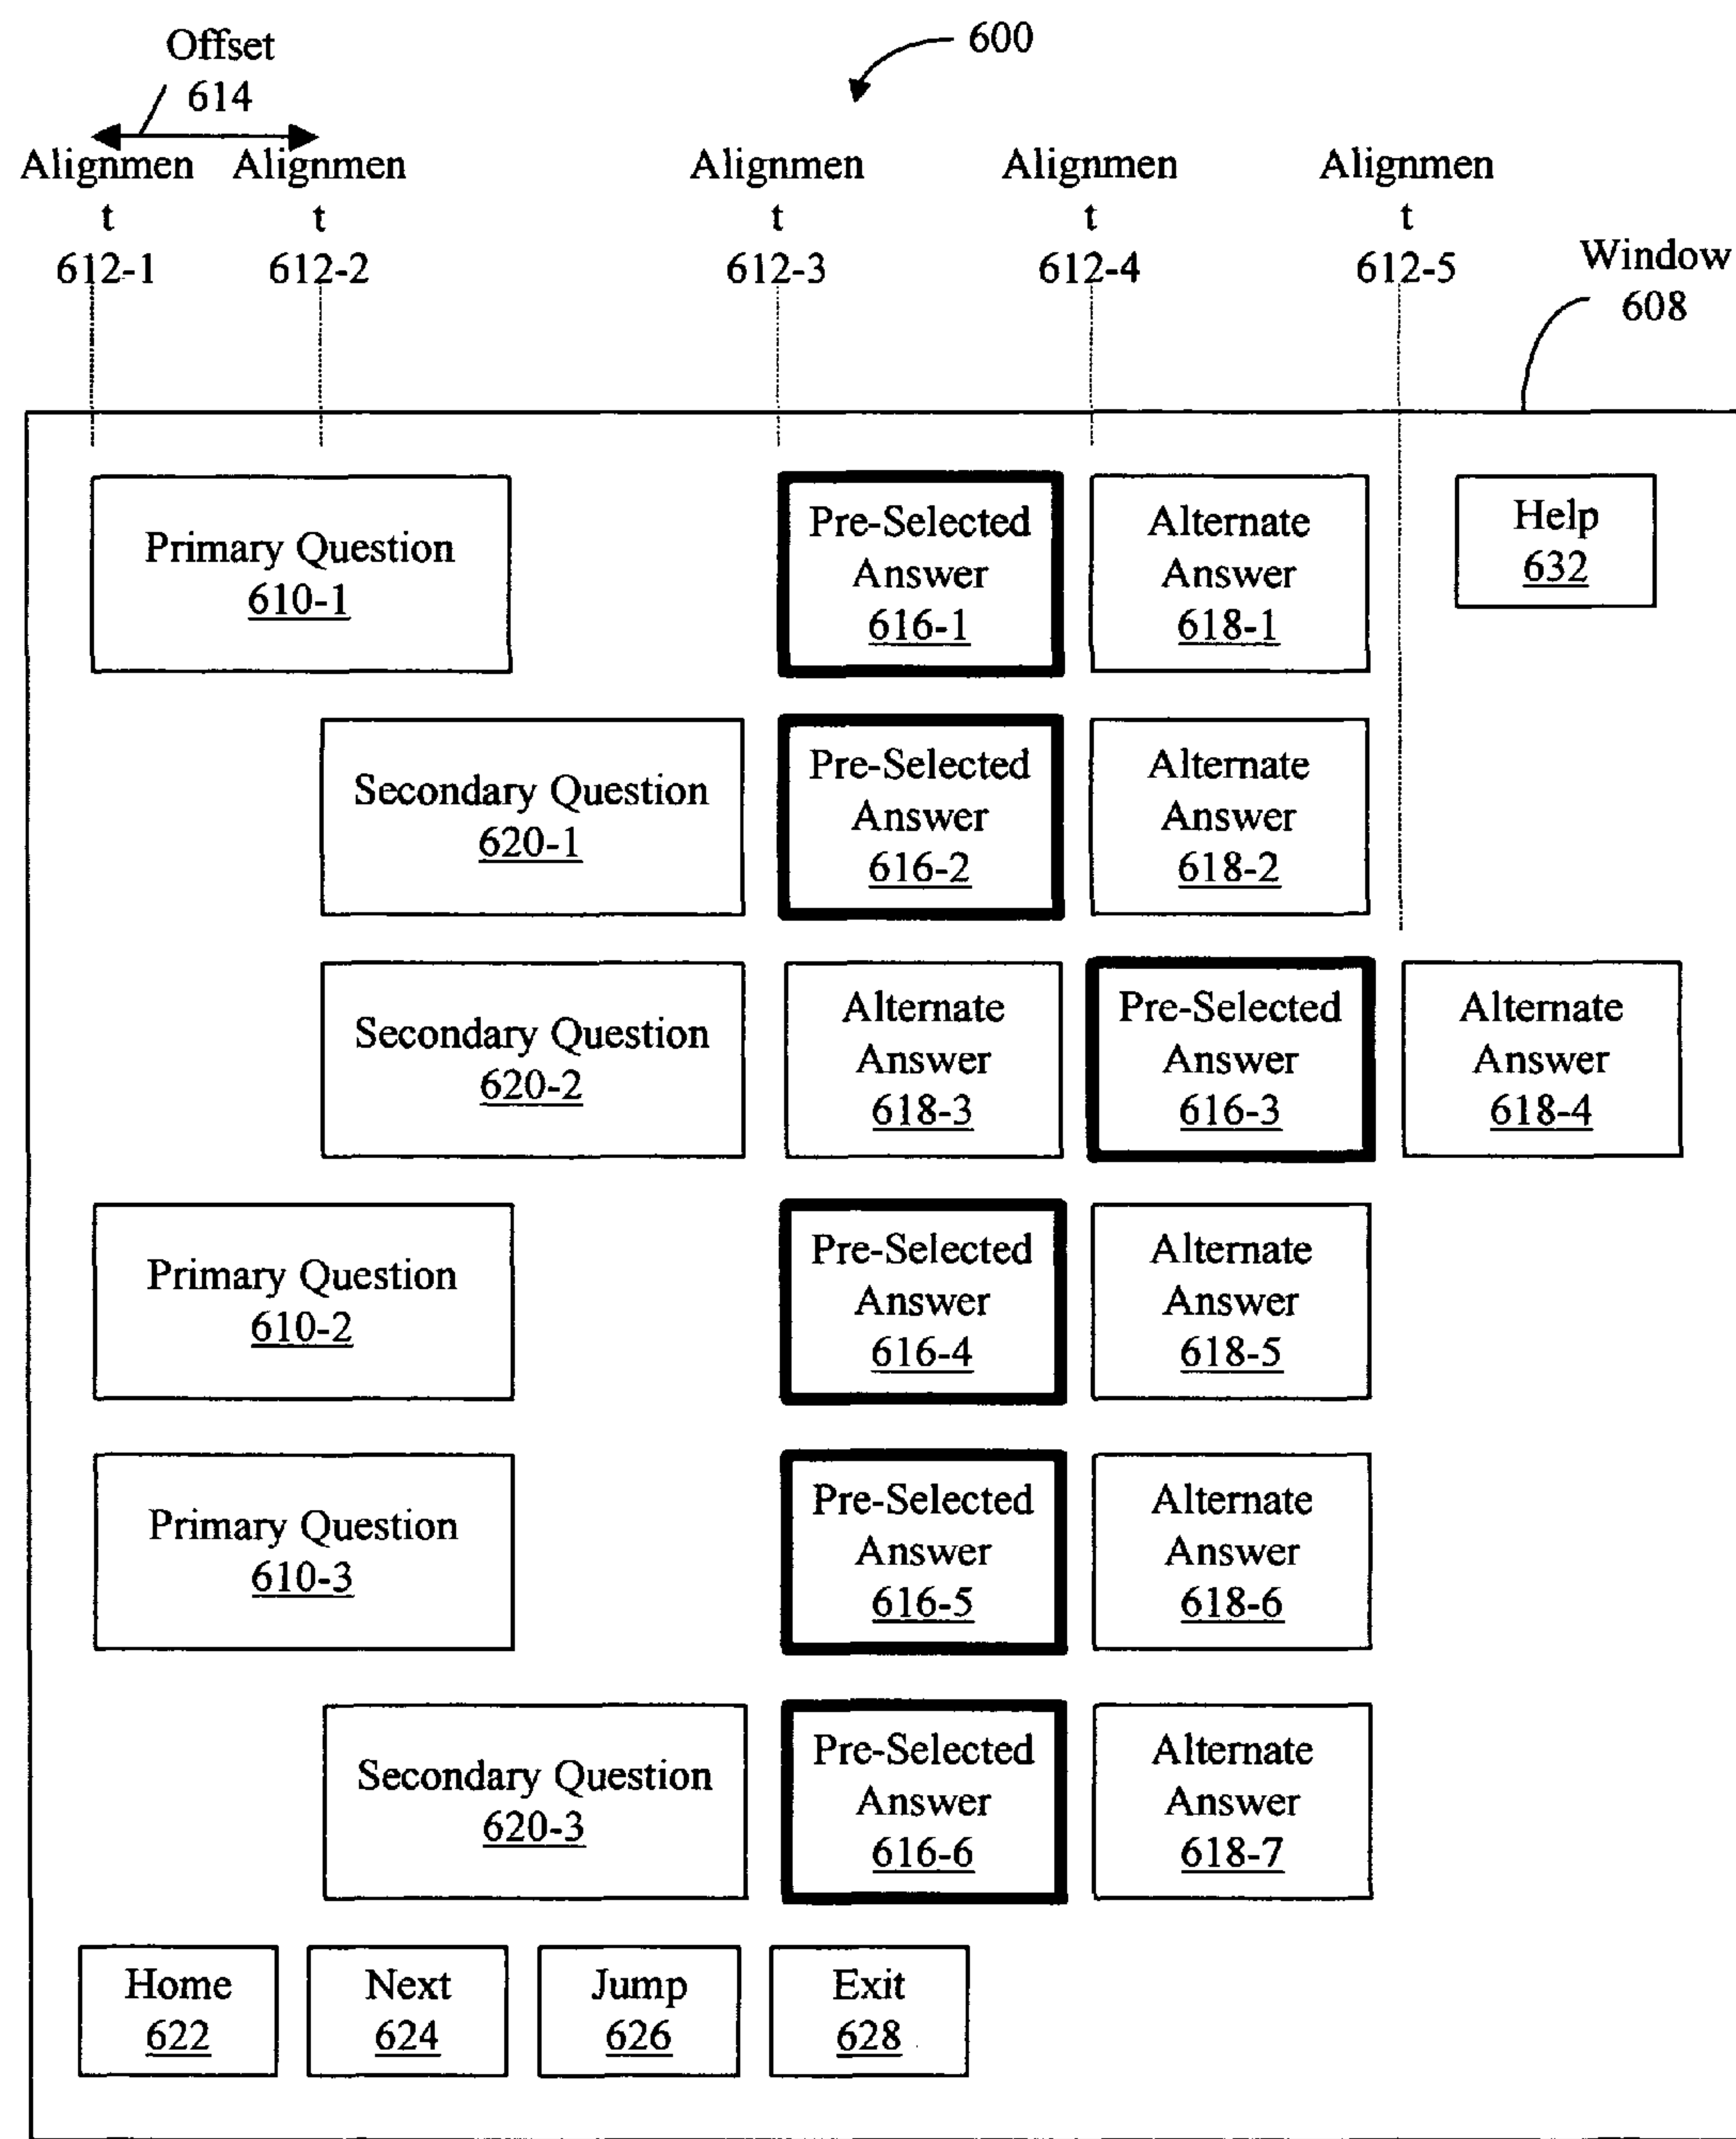 Offset
614
600
Alignmen
t
612-1
Alignmen
t
612-2
Alignmen
t
612-3
Alignmen
t
612-4
Alignmen
t
612-5
Window
608
Primary Question
610-1
Pre-Selected
Answer
616-1
Alternate
Answer
618-1
Help
632
Secondary Question
620-1
Pre-Selected
Answer
616-2
Alternate
Answer
618-2
Secondary Question
620-2
Alternate
Answer
618-3
Pre-Selected
Answer
616-3
Alternate
Answer
618-4
Primary Question
610-2
Pre-Selected
Answer
616-4
Alternate
Answer
618-5
Primary Question
610-3
Pre-Selected
Answer
616-5
Alternate
Answer
618-6
Secondary Question
620-3
Pre-Selected
Answer
616-6
Alternate
Answer
618-7
Home
622
Next
624
Jump
626
Exit
628